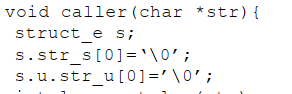 void caller(char *str){
struct_e s;
s.str_s[0]=‘\0’;
s.u.str_u[0]=’\0’;